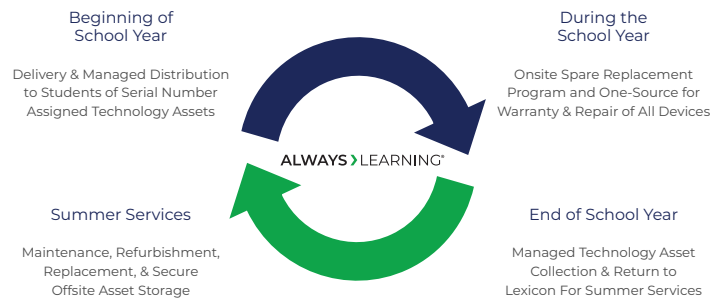 Beginning of
School Year
Delivery & Managed Distribution
to Students of Serial Number
Assigned Technology Assets
During the
School Year
Onsite Spare Replacement
Program and One-Source for
Warranty & Repair of All Devices
ALWAYS❯LEARNING®
Summer Services
Maintenance, Refurbishment,
Replacement, & Secure
Offsite Asset Storage
End of School Year
Managed Technology Asset
Collection & Return to
Lexicon For Summer Services